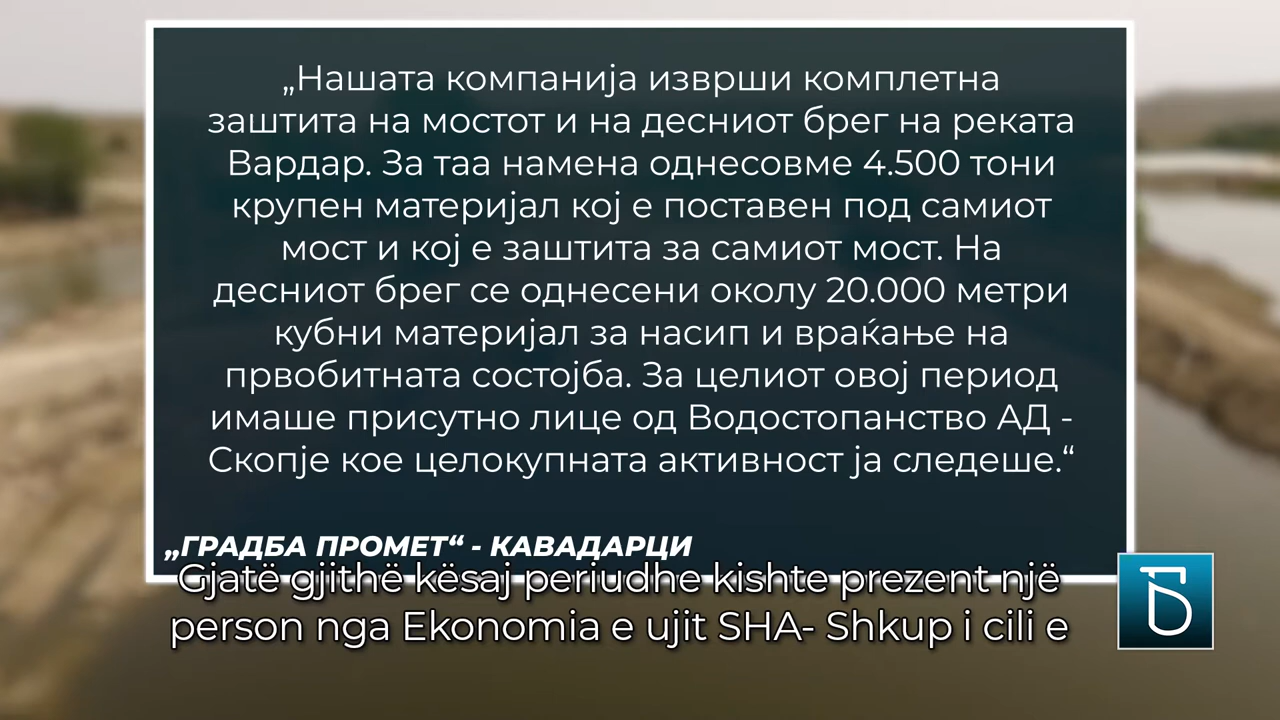 „Нашата компанија изврши комплетна
заштита на мостот и на десниот брег на реката
Вардар. За таа намена однесовме 4.500 тони
крупен материјал кој е поставен под самиот
мост и кој е заштита за самиот мост. На
десниот брег се однесени околу 20.000 метри
кубни материјал за насип и враќање на
првобитната состојба. За целиот овој период
имаше присутно лице од Водостопанство АД -
Скопје кое целокупната активност ја следеше.“
„ГРАДБА ПРОМЕТ“ - КАВАДАРЦИ
Gjatë gjithë kësaj periudhe kishte prezent një
person nga Ekonomia e ujit SHA- Shkup i cili e